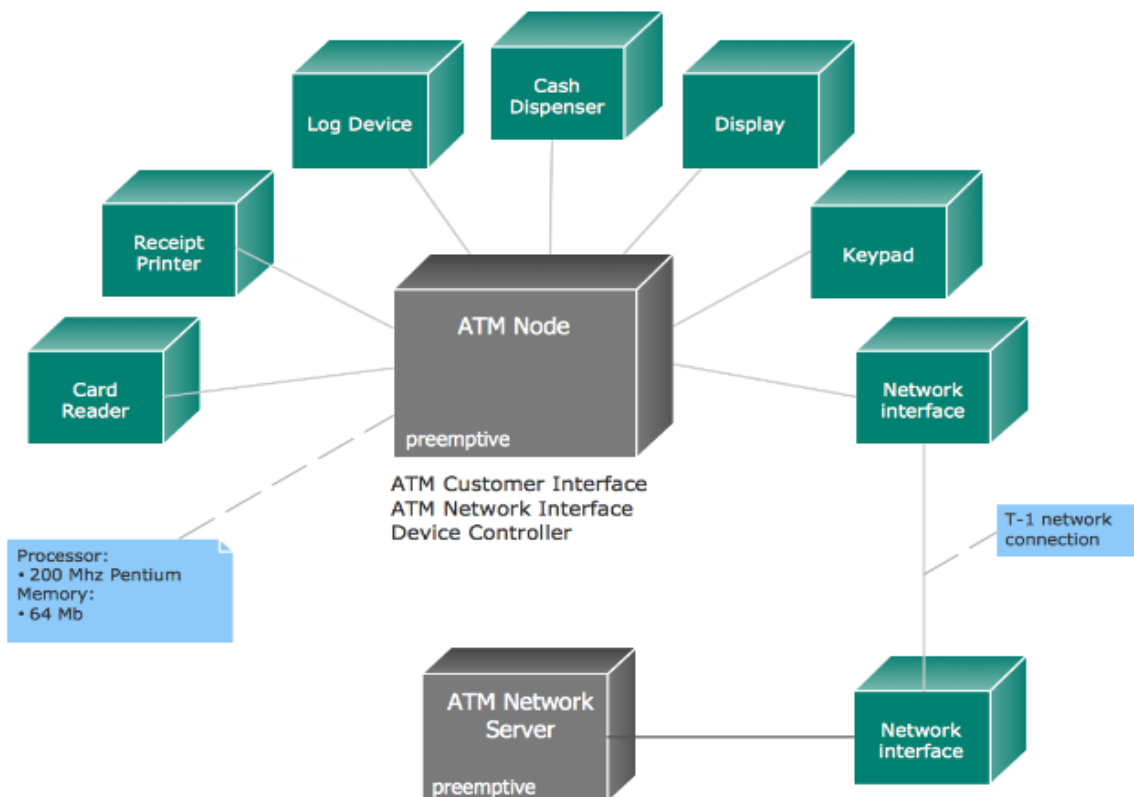 Cash
Dispenser
Log Device
Display
Receipt
Printer
Keypad
ATM Node
preemptive
Card
Reader
Network
interface
ATM Customer Interface
ATM Network Interface
Device Controller
T-1 network
connection
Processor:
• 200 Mhz Pentium
Memory:
• 64 Mb
ATM Network
Server
preemptive
Network
interface